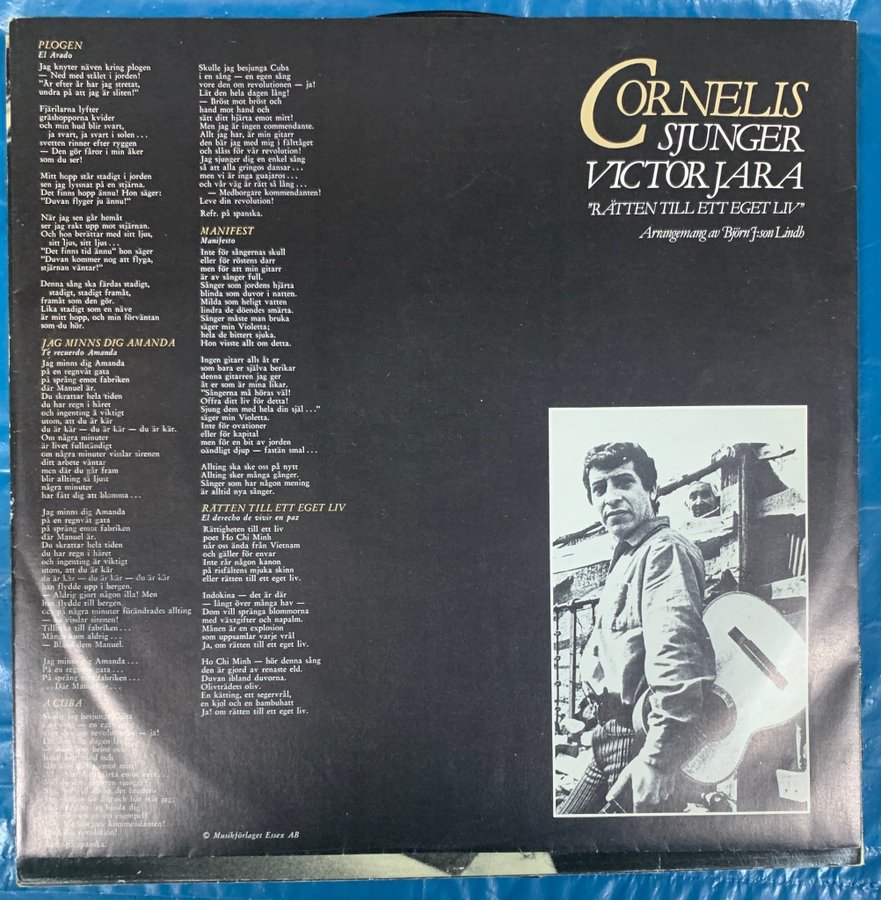 PLOGEN
El Arado
Jag knyter näven kring plogen
— Ned med stålet i jorden!
"År efter år har jag stretat,
undra på att jag är sliten!"
Fjärilarna lyfter
gräshopporna kvider
och min hud blir svart,
ja svart, ja svart i solen...
svetten rinner efter ryggen
— Den gör fåror i min åker
som du ser!
Mitt hopp står stadigt i jorden
sen jag lyssnat på en stjärna.
Det finns hopp ännu! Hon säger:
"Duvan flyger ju ännu!"
När jag sen går hemåt
ser jag rakt upp mot stjärnan.
Och hon berättar med sitt ljus,
sitt ljus, sitt ljus...
"Det finns tid ännu" hon säger
"Duvan kommer nog att flyga,
stjärnan väntar!"
Denna sång ska färdas stadigt,
stadigt, stadigt framåt,
framåt som den gör.
Lika stadigt som en näve
är mitt hopp, och min förväntan
som du hör.
JAG MINNS DIG AMANDA
Te recuerdo Amanda
Jag minns dig Amanda
på en regnvåt gata
på språng emot fabriken
där Manuel är.
Du skrattar hela tiden
du har regn i håret
och ingenting ä viktigt
utom, att du är kär
du är kär — du är kär — du är kär.
Om några minuter
är livet fullständigt
om några minuter visslar sirenen
ditt arbete väntar
men där du går fram
blir allting så ljust
några minuter
har fått dig att blomma...
Jag minns dig Amanda
på en regnvåt gata
på språng emot fabriken
där Manuel är.
Du skrattar hela tiden
du har regn i håret
och ingenting är viktigt
utom, att du är kär
du är kär — du är kär — du är kär
han flydde upp i bergen.
— Aldrig gjort någon illa! Men
han flydde till bergen
och på några minuter förändrades allting
— nu visslar sirenen!
Tillbaka till fabriken...
Många kom aldrig...
— Bland dem Manuel.
Jag minns dig Amanda...
På en regnvåt gata...
På språng mot fabriken...
...Där Manuel är...
A CUBA
Skulle jag besjunga Cuba
Refr. på spanska.
Skulle jag besjunga Cuba
i en sång — en egen sång
vore den om revolutionen — ja!
Låt den hela dagen lång!
— Bröst mot bröst och
hand mot hand och
sätt ditt hjärta emot mitt!
Men jag är ingen commendante.
Allt jag har, är min gitarr
den bär jag med mig i fälttåget
och slåss för vår revolution!
Jag sjunger dig en enkel sång
så att alla gringos dansar...
men vi är inga guajaros...
och vår väg är rätt så lång...
— Medborgare kommendanten!
Leve din revolution!
Refr. på spanska.
MANIFEST
Manifiesto
Inte för sångernas skull
eller för röstens darr
men för att min gitarr
är av sånger full.
Sånger som jordens hjärta
blinda som duvor i natten.
Milda som heligt vatten
lindra de döendes smärta.
Sånger måste man bruka
säger min Violetta;
hela de bittert sjuka.
Hon visste allt om detta.
Ingen gitarr alls åt er
som bara er själva berikar
denna gitarren jag ger
åt er som är mina likar.
"Sångerna må höras väl!
Offra ditt liv för detta!
Sjung dem med hela din själ..."
säger min Violetta.
Inte för ovationer
eller för kapital
men för en bit av jorden
oändligt djup — fastän smal...
Allting ska ske oss på nytt
Allting sker många gånger.
Sånger som har någon mening
är alltid nya sånger.
RÄTTEN TILL ETT EGET LIV
El derecho de vivir en paz
Rättigheten till ett liv
poet Ho Chi Minh
når oss ända från Vietnam
och gäller för envar
Inte rår någon kanon
på risfältens mjuka skinn
eller rätten till ett eget liv.
Indokina — det är där
— långt över många hav —
Dom vill spränga blommorna
med växtgifter och napalm.
Månen är en explosion
som uppsamlar varje vrål
Ja, om rätten till ett eget liv.
Ho Chi Minh — hör denna sång
den är gjord av renaste eld.
Duvan ibland duvorna.
Olivträdets oliv.
En kätting, ett segervrål,
en kjol och en bambuhatt
Ja! om rätten till ett eget liv.
© Musikförlaget Essex AB
CORNELIS
SJUNGER
VICTOR JARA
"RÄTTEN TILL ETT EGET LIV"
Arrangemang av Björn J:son Lindh